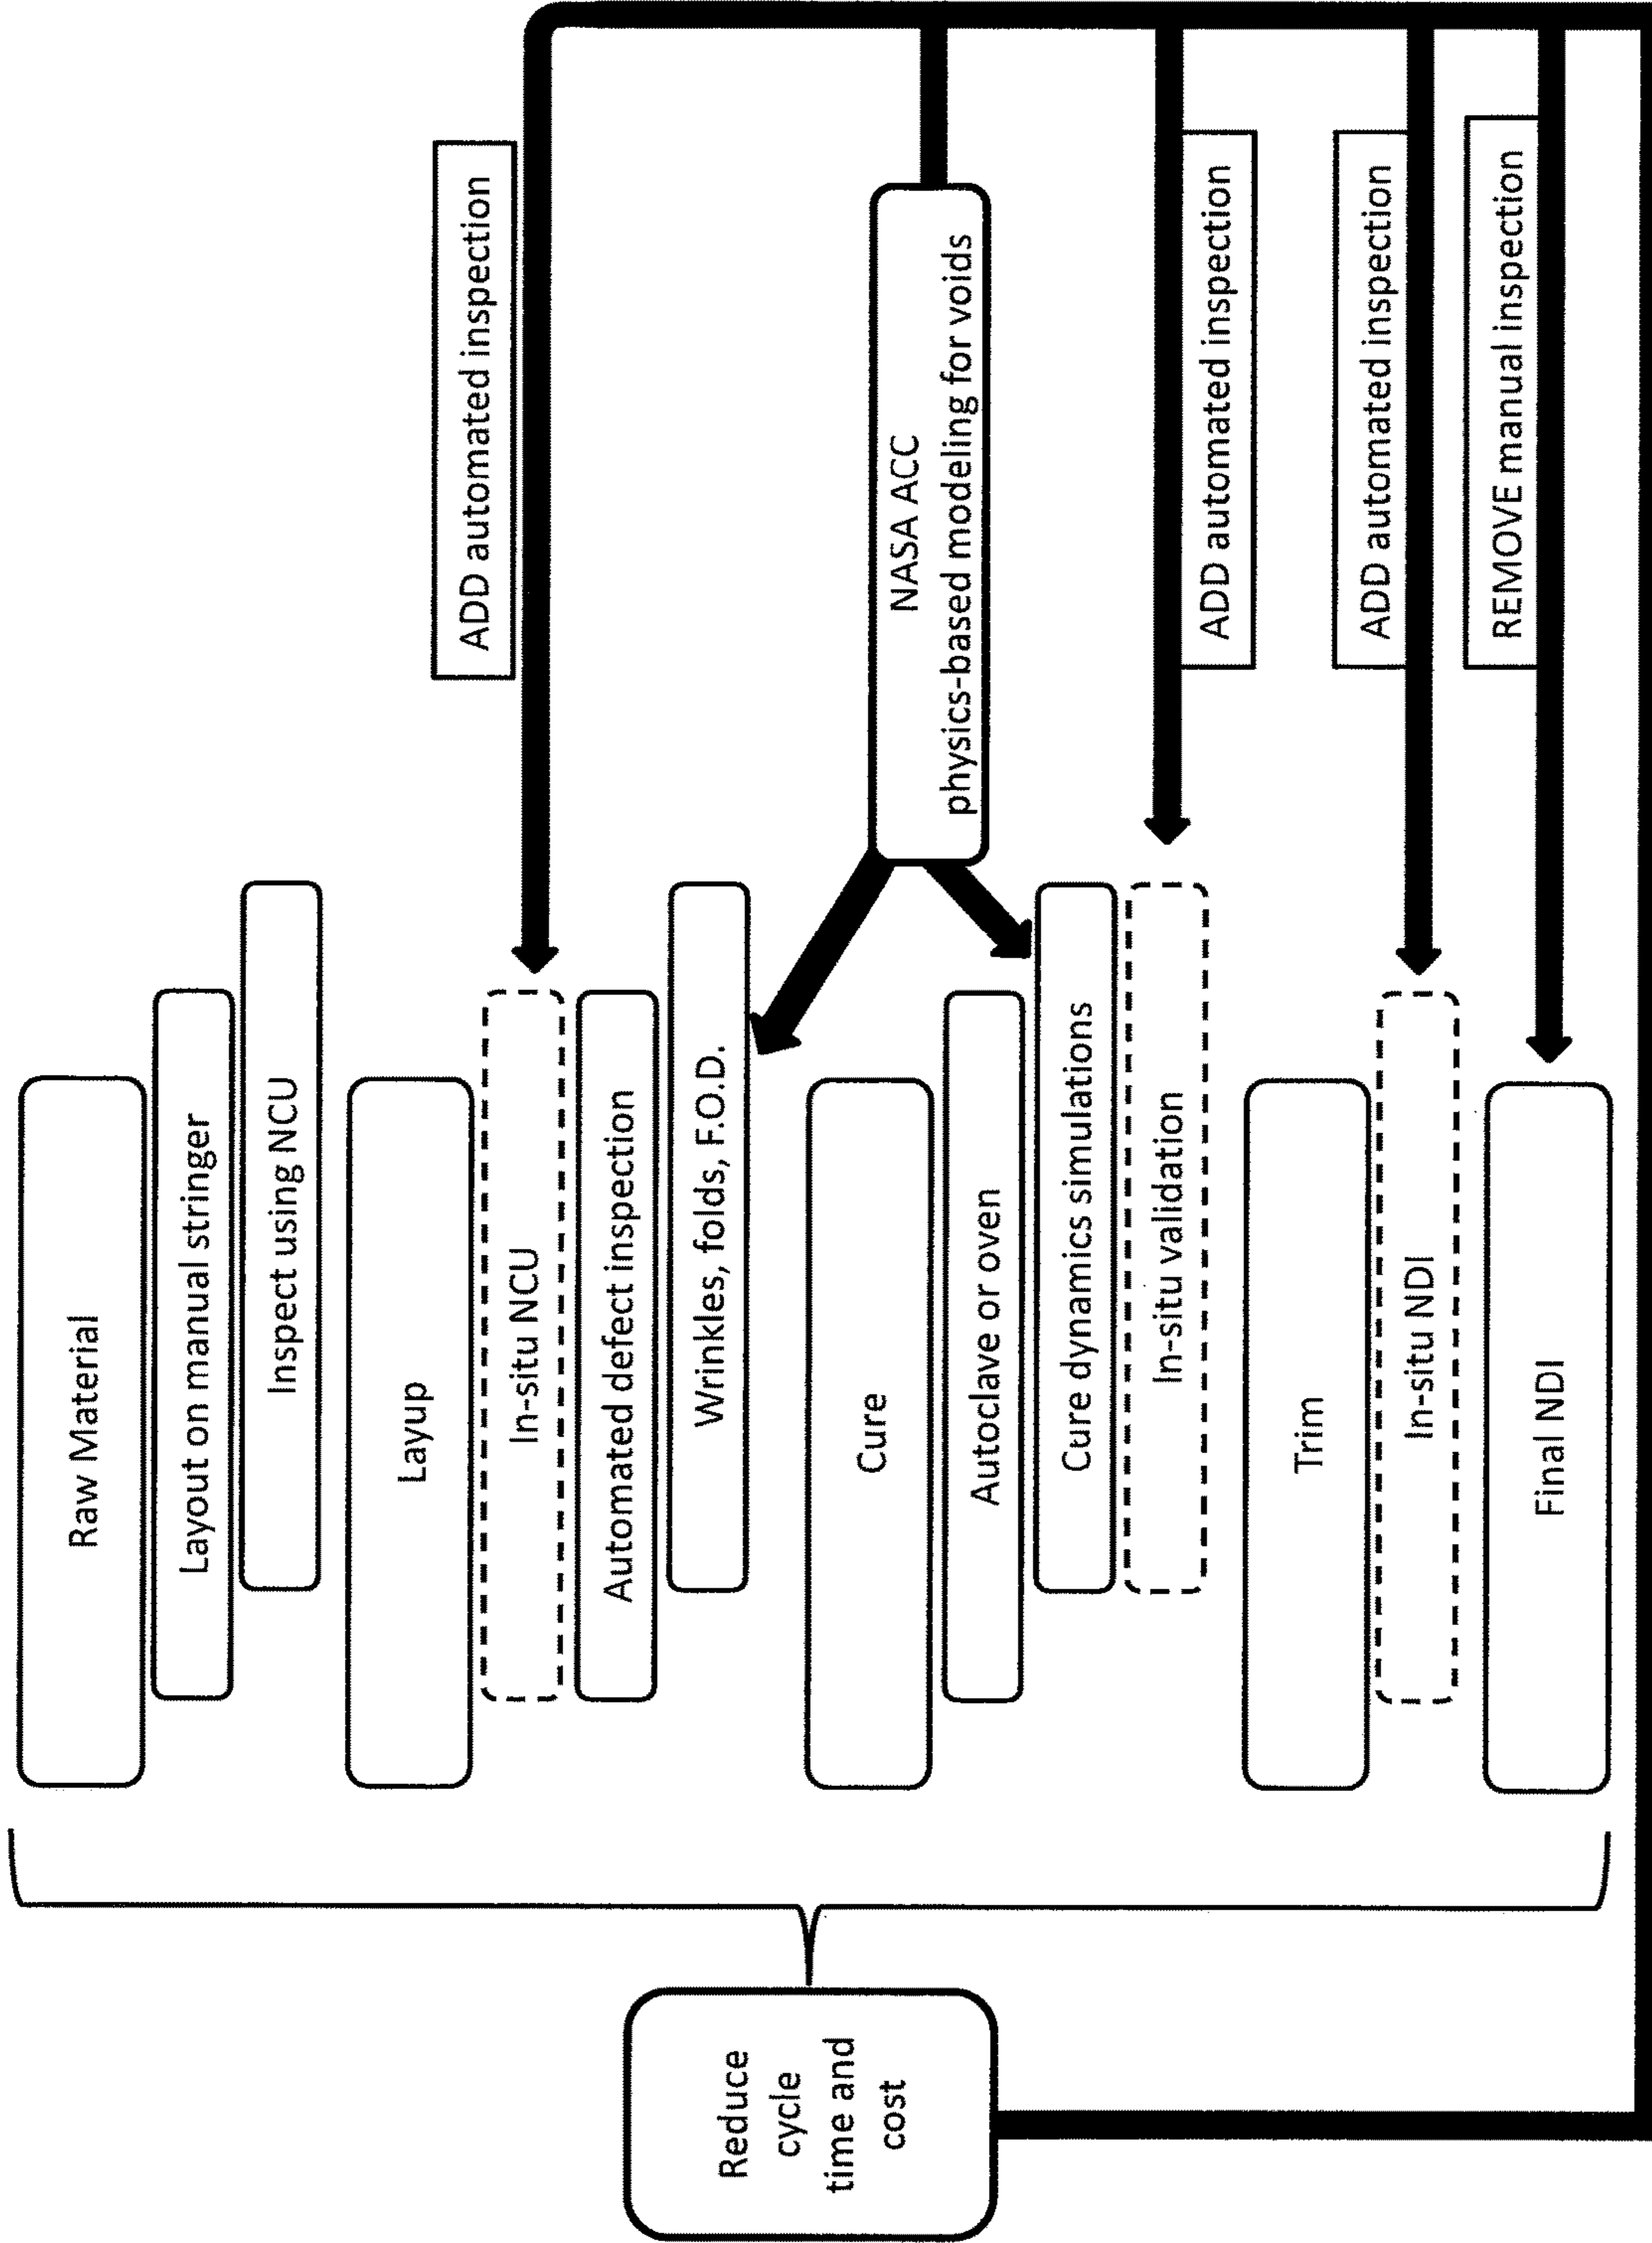 Reduce
cycle
time and
cost
Raw Material
Layout on manual stringer
Inspect using NCU
Layup
In-situ NCU
Automated defect inspection
Wrinkles, folds, F.O.D.
Cure
Autoclave or oven
Cure dynamics simulations
In-situ validation
Trim
In-situ NDI
Final NDI
ADD automated inspection
NASA ACC
physics-based modeling for voids
ADD automated inspection
ADD automated inspection
REMOVE manual inspection